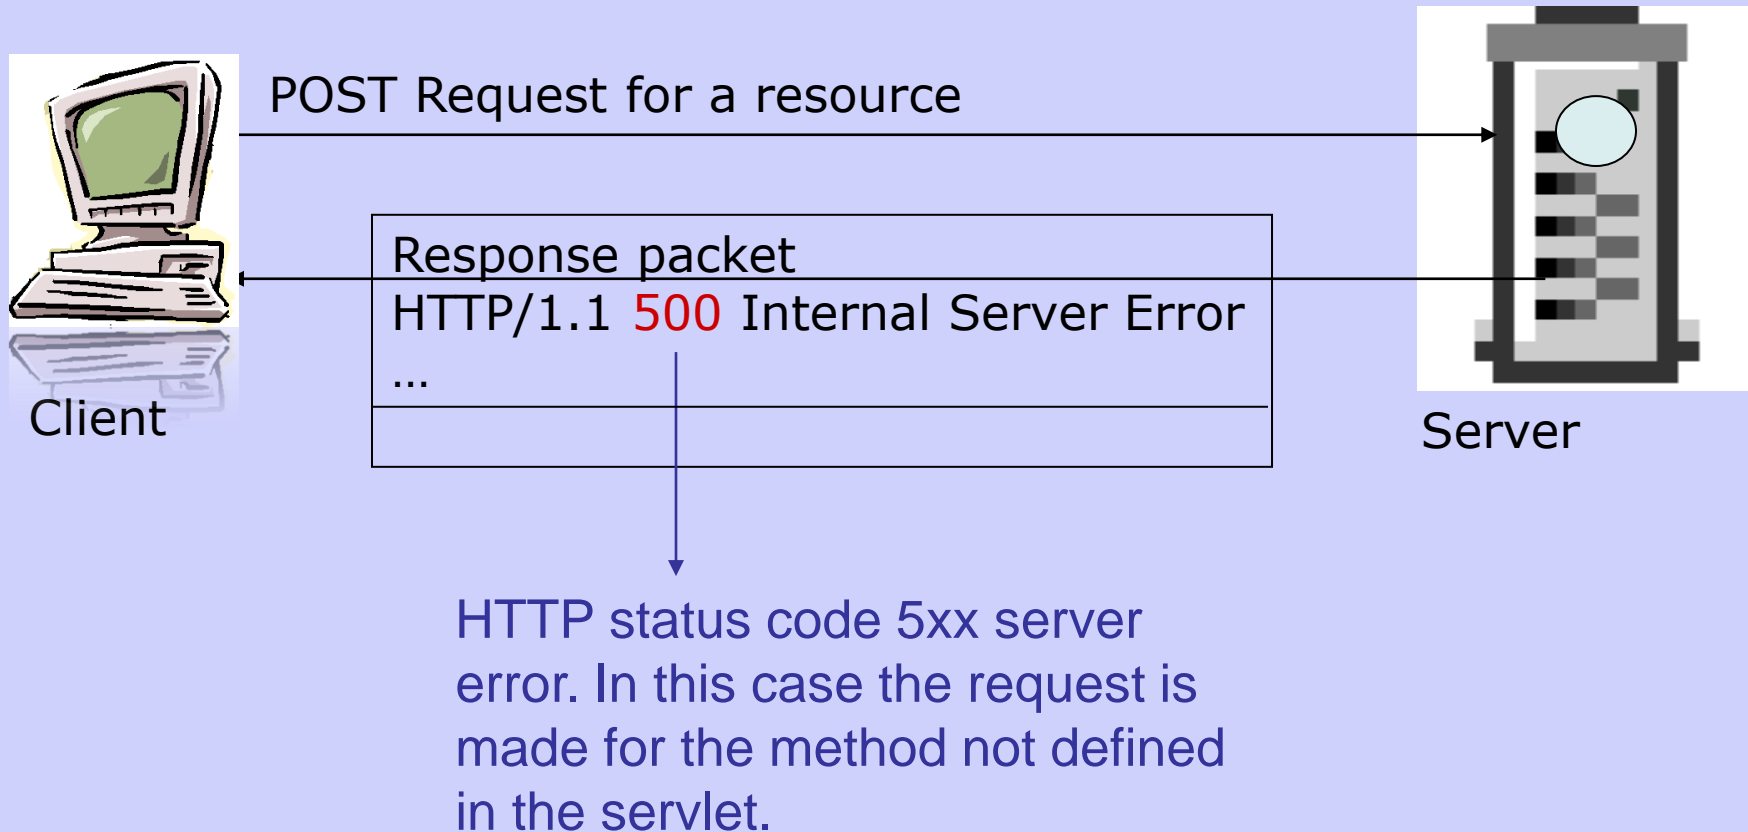 POST Request for a resource
Response packet
HTTP/1.1 500 Internal Server Error
...
Client
Server
HTTP status code 5xx server
error. In this case the request is
made for the method not defined
in the servlet.